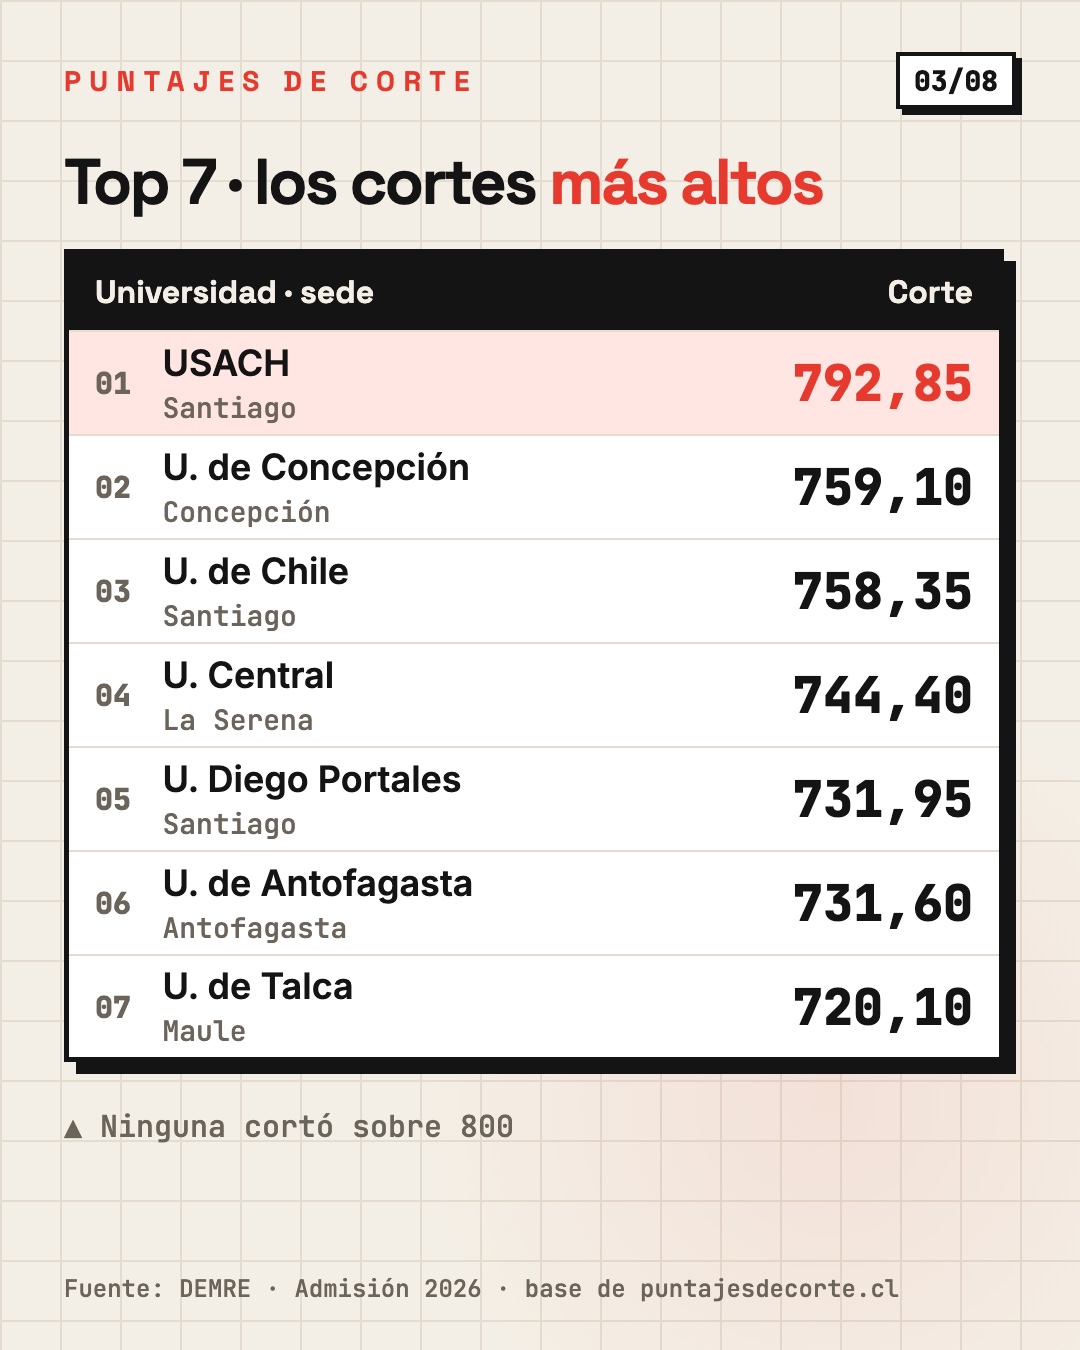 PUNTAJES DE CORTE
03/08
Top 7 · los cortes más altos
Universidad · sede Corte
01 USACH 792,85
Santiago
02 U. de Concepción 759,10
Concepción
03 U. de Chile 758,35
Santiago
04 U. Central 744,40
La Serena
05 U. Diego Portales 731,95
Santiago
06 U. de Antofagasta 731,60
Antofagasta
07 U. de Talca 720,10
Maule
▲ Ninguna cortó sobre 800
Fuente: DEMRE · Admisión 2026 · base de puntajesdecorte.cl